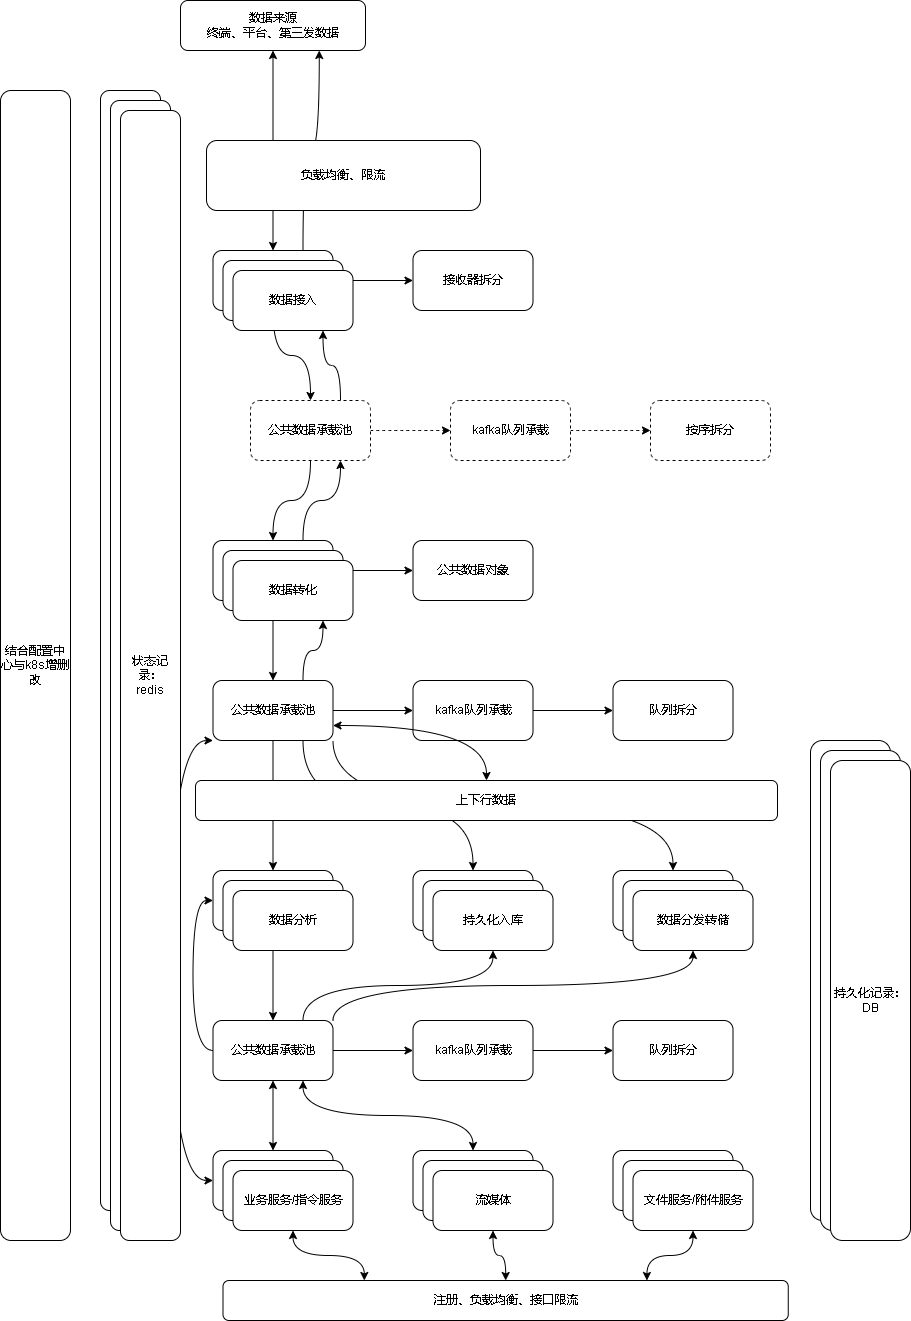 数据来源
终端、平台、第三发数据
负载均衡、限流
数据接入
接收器拆分
公共数据承载池
kafka队列承载
按序拆分
数据转化
公共数据对象
结合配置中
心与k8s增删
改
状态记
录：
redis
公共数据承载池
kafka队列承载
队列拆分
上下行数据
数据分析
持久化入库
数据分发转储
持久化记录：
DB
公共数据承载池
kafka队列承载
队列拆分
业务服务/指令服务
流媒体
文件服务/附件服务
注册、负载均衡、接口限流